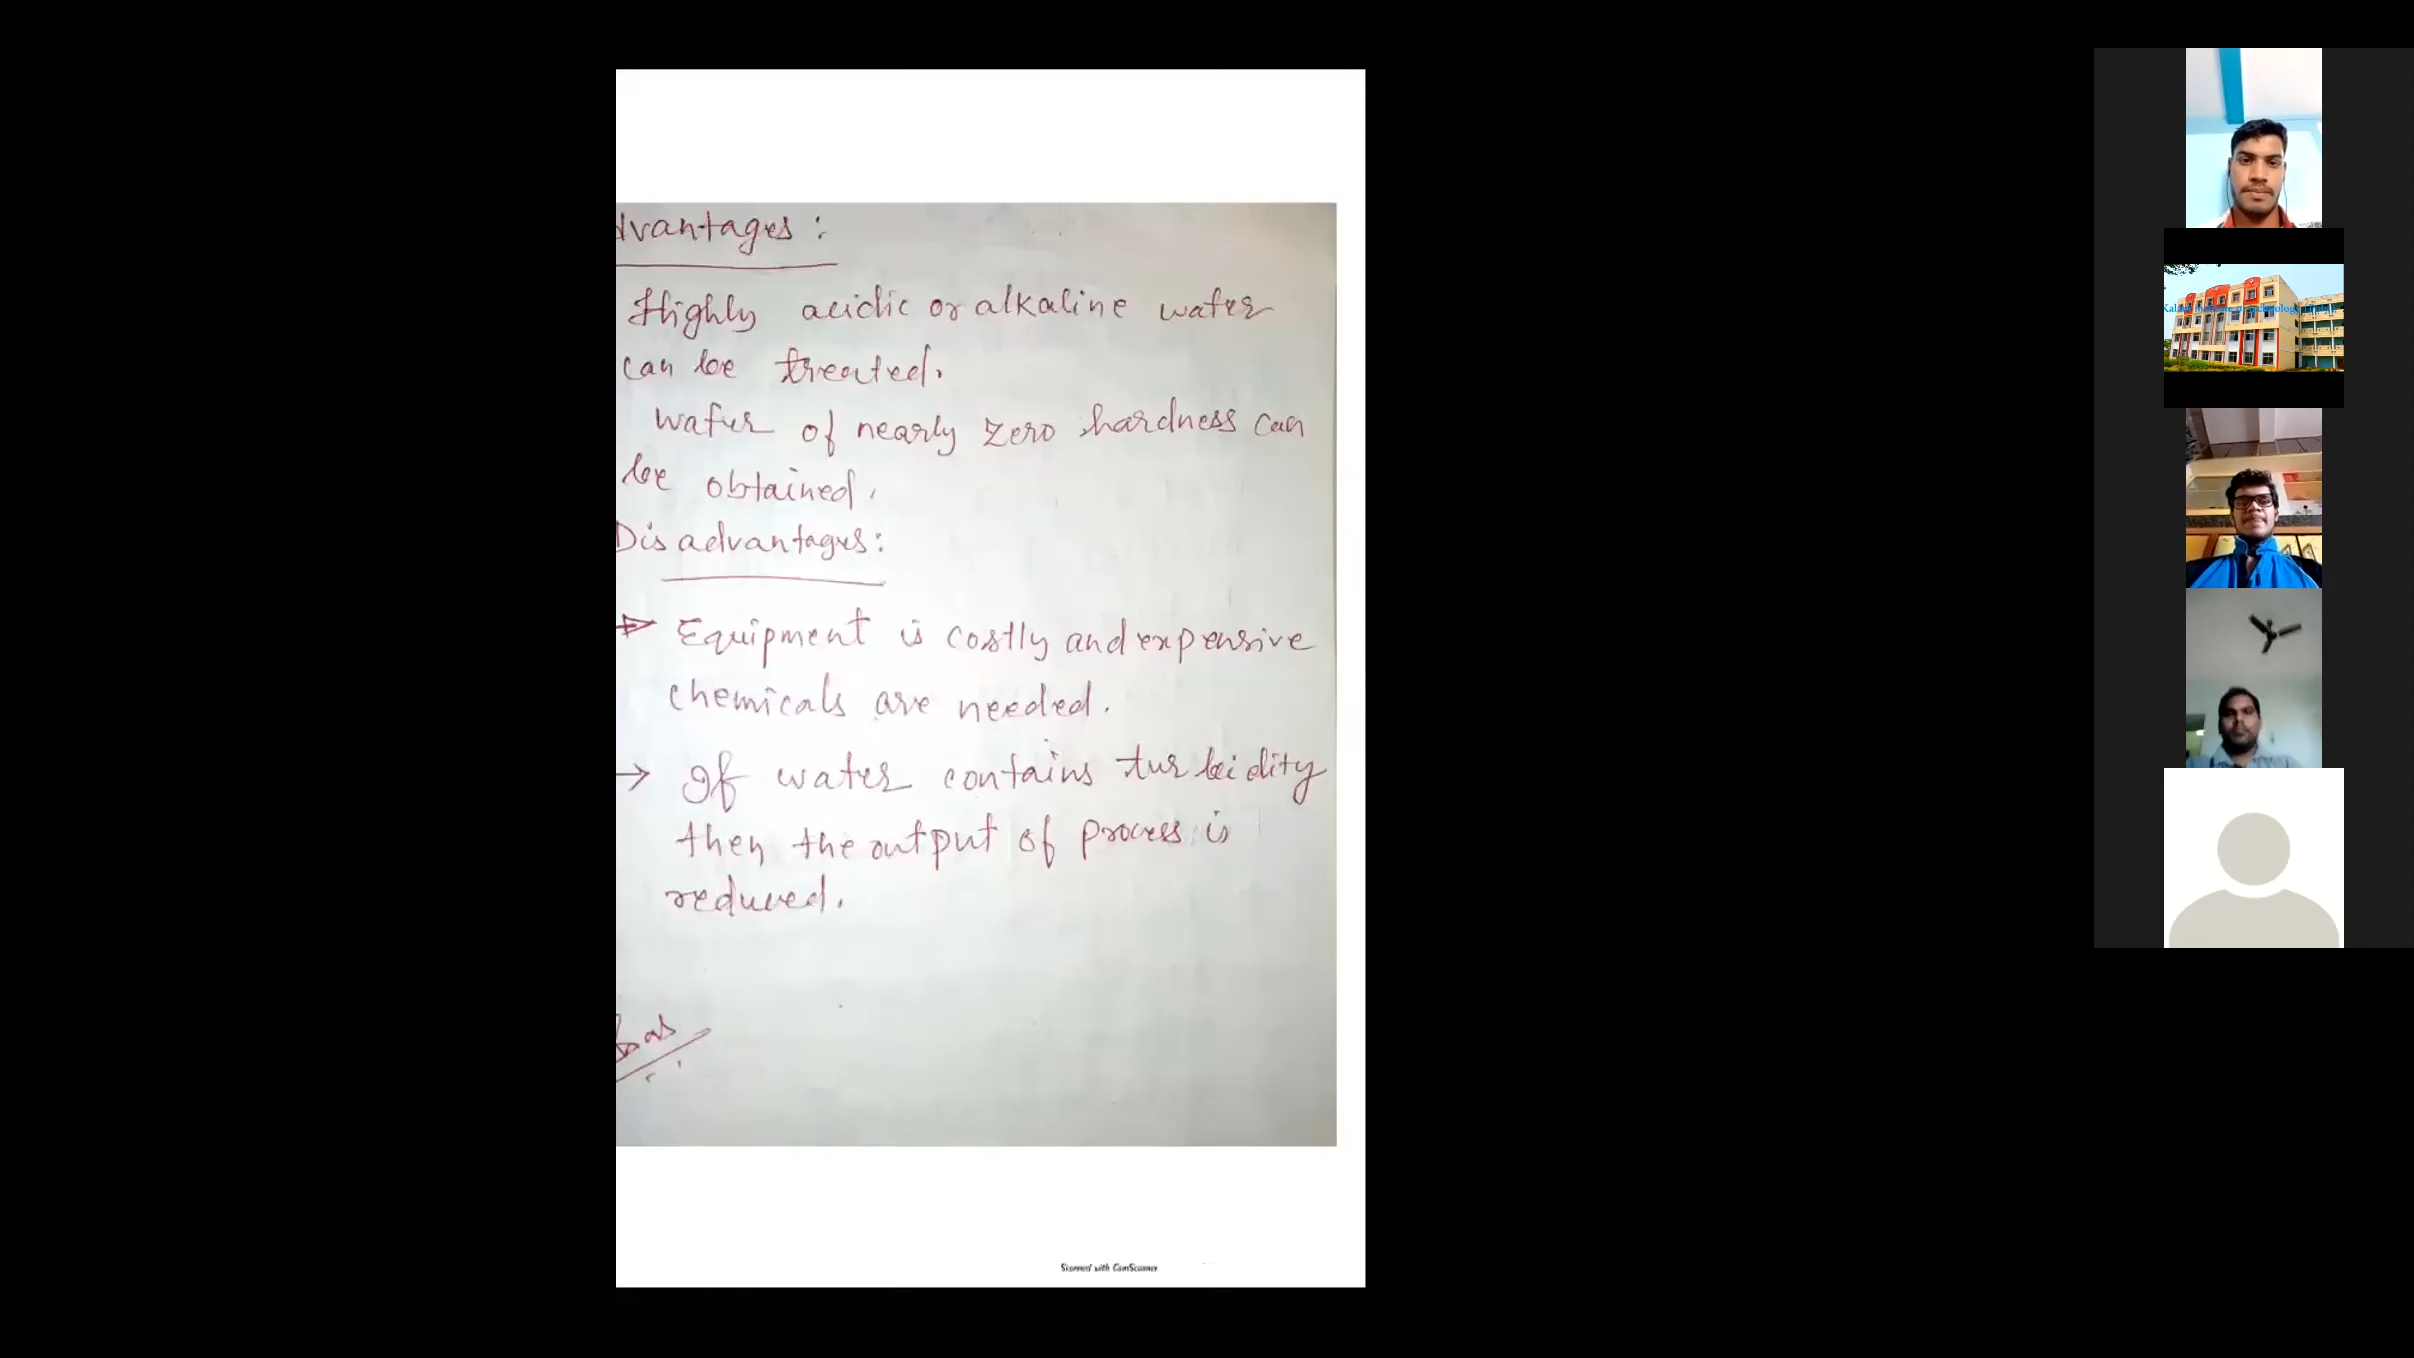 dvantages:
Highly acidic or alkaline water
can be treated.
water of nearly zero hardness can
be obtained.
Disadvantages:
Equipment is costly and expensive
chemicals are needed.
→ If water contains turbidity
then the output of process is
reduced.
Scanned with CamScanner